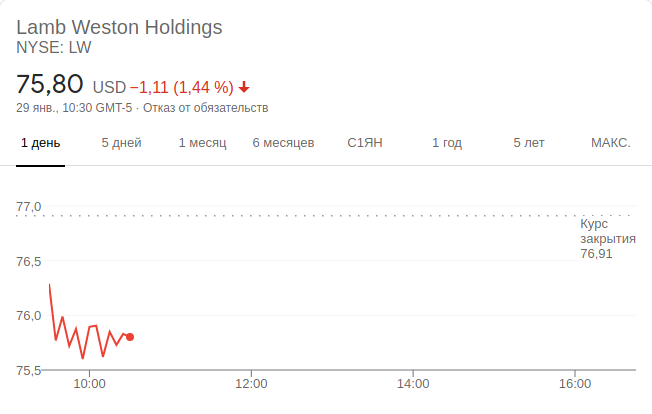 Lamb Weston Holdings
NYSE: LW
75,80 USD −1,11 (1,44 %)
29 янв., 10:30 GMT-5 · Отказ от обязательств
1 день 5 дней 1 месяц 6 месяцев С1ЯН 1 год 5 лет МАКС.
77,0
Курс
закрытия
76,91
76,5
76,0
75,5
10:00 12:00 14:00 16:00